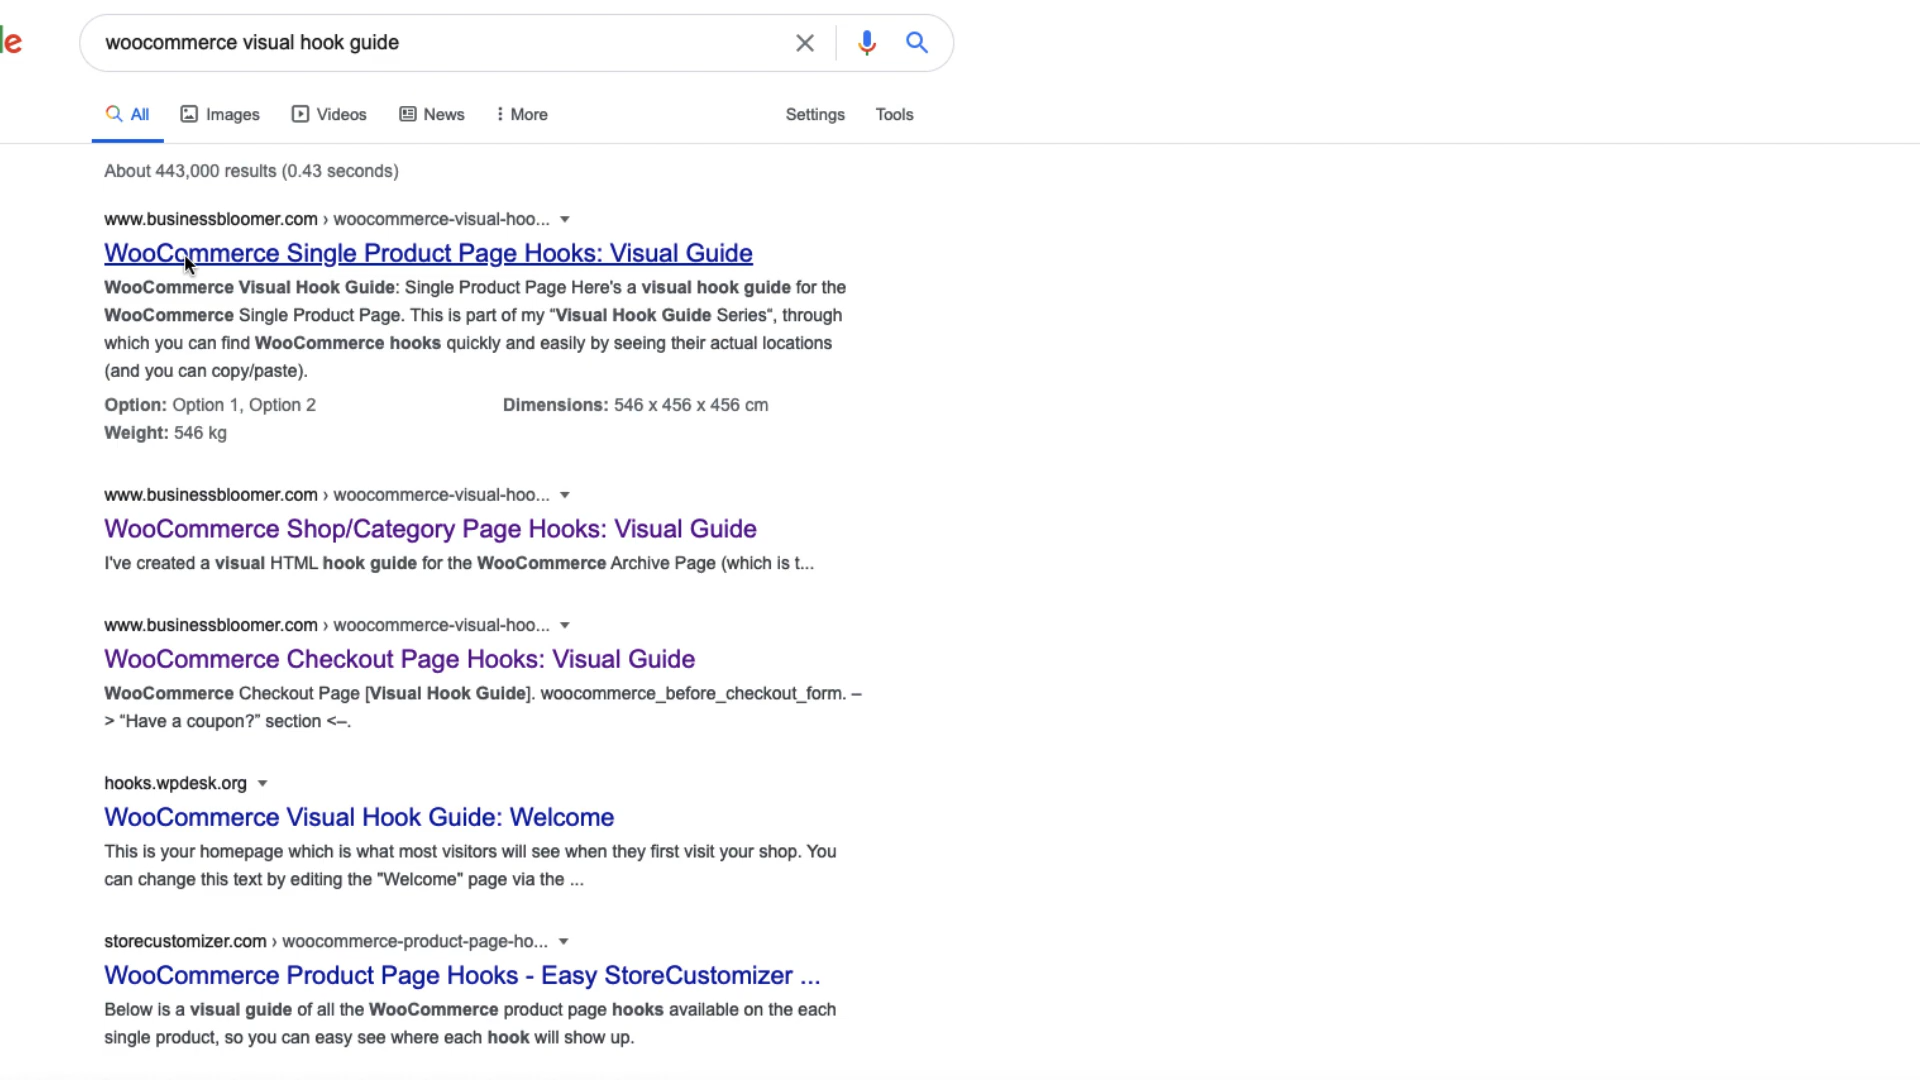 le
woocommerce visual hook guide
All Images Videos News More Settings Tools
About 443,000 results (0.43 seconds)
www.businessbloomer.com › woocommerce-visual-hoo...
WooCommerce Single Product Page Hooks: Visual Guide
WooCommerce Visual Hook Guide: Single Product Page Here's a visual hook guide for the
WooCommerce Single Product Page. This is part of my “Visual Hook Guide Series“, through
which you can find WooCommerce hooks quickly and easily by seeing their actual locations
(and you can copy/paste).
Option: Option 1, Option 2 Dimensions: 546 x 456 x 456 cm
Weight: 546 kg
www.businessbloomer.com › woocommerce-visual-hoo...
WooCommerce Shop/Category Page Hooks: Visual Guide
I've created a visual HTML hook guide for the WooCommerce Archive Page (which is t...
www.businessbloomer.com › woocommerce-visual-hoo...
WooCommerce Checkout Page Hooks: Visual Guide
WooCommerce Checkout Page [Visual Hook Guide]. woocommerce_before_checkout_form. –
> “Have a coupon?” section <–.
hooks.wpdesk.org
WooCommerce Visual Hook Guide: Welcome
This is your homepage which is what most visitors will see when they first visit your shop. You
can change this text by editing the "Welcome" page via the ...
storecustomizer.com › woocommerce-product-page-ho...
WooCommerce Product Page Hooks - Easy StoreCustomizer ...
Below is a visual guide of all the WooCommerce product page hooks available on the each
single product, so you can easy see where each hook will show up.